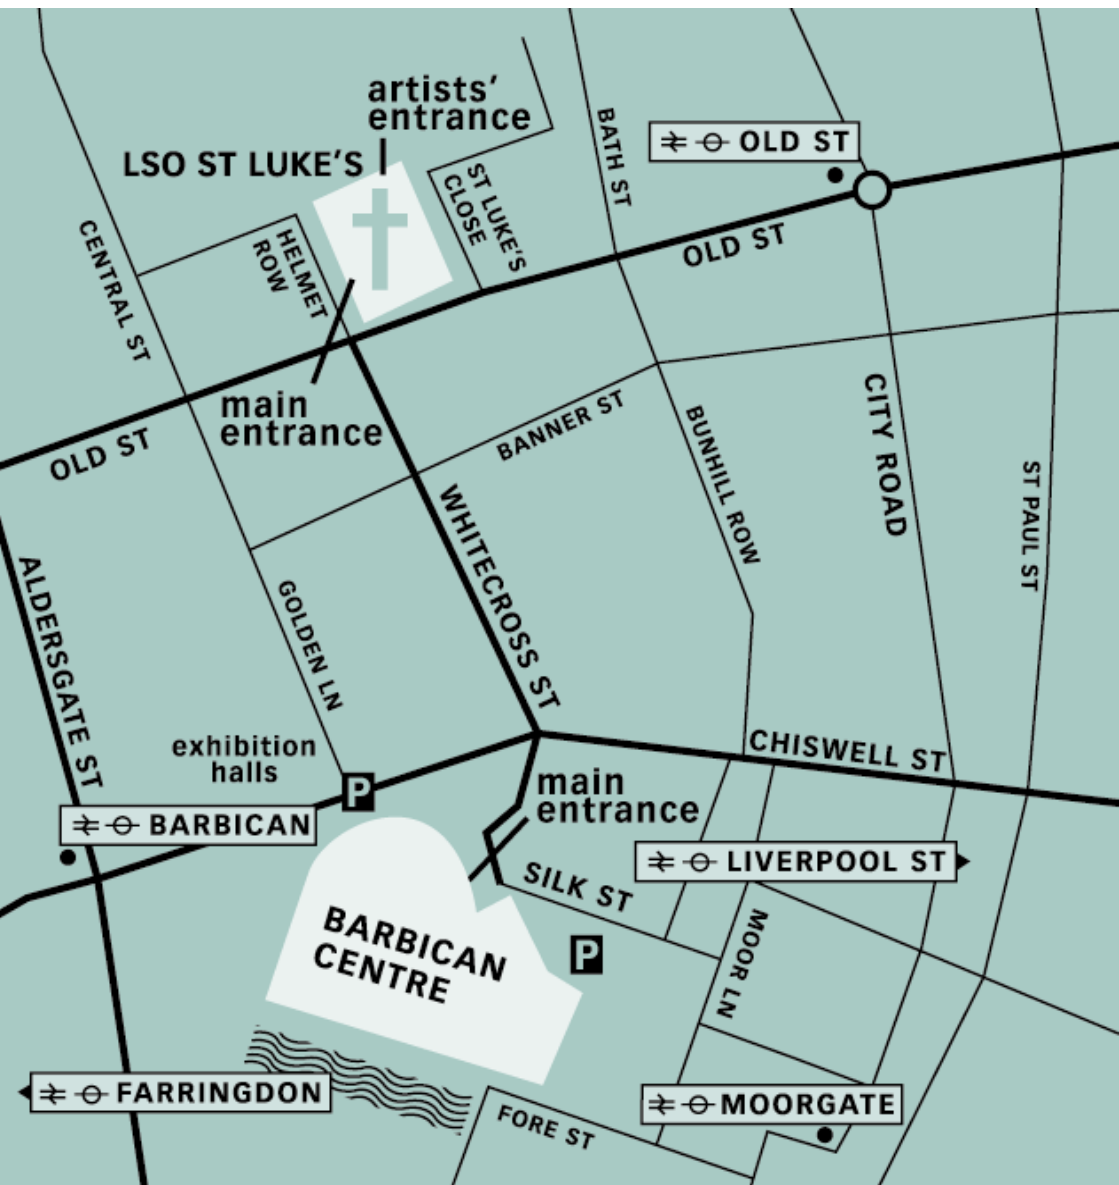 artists'
entrance
LSO ST LUKE'S
BATH ST
OLD ST
ST LUKE'S
CLOSE
CENTRAL ST
HELMET
ROW
OLD ST
main
entrance
OLD ST
BANNER ST
BUNHILL ROW
CITY ROAD
ST PAUL ST
WHITECROSS ST
ALDERSGATE ST
GOLDEN LN
exhibition
halls
P
CHISWELL ST
main
entrance
BARBICAN
LIVERPOOL ST
SILK ST
BARBICAN
CENTRE
P
MOOR LN
FARRINGDON
MOORGATE
FORE ST